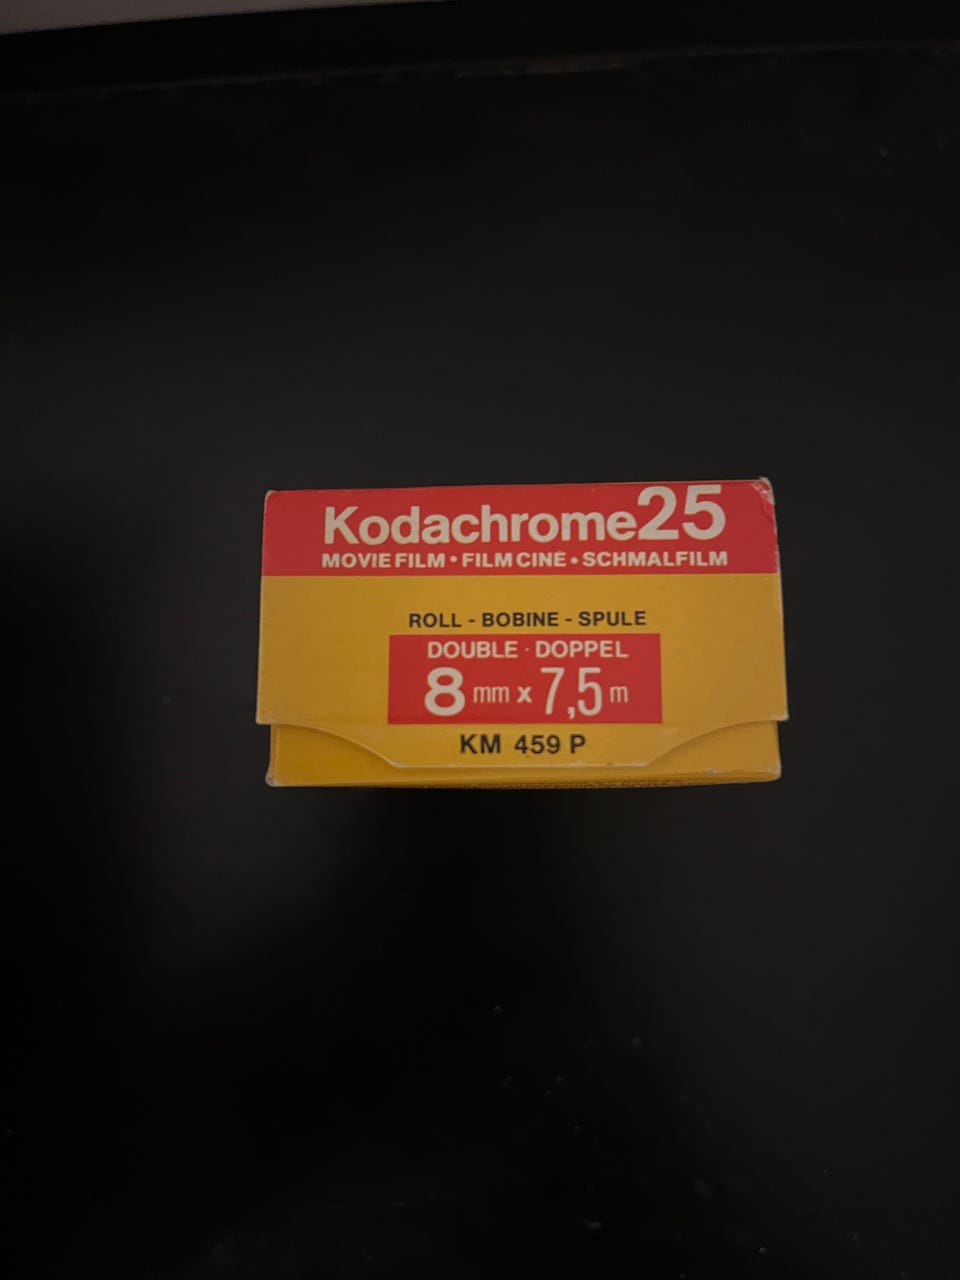 Kodachrome25
MOVIE FILM • FILM CINÉ • SCHMALFILM
ROLL - BOBINE - SPULE
DOUBLE · DOPPEL
8 mm x 7,5 m
KM 459 P